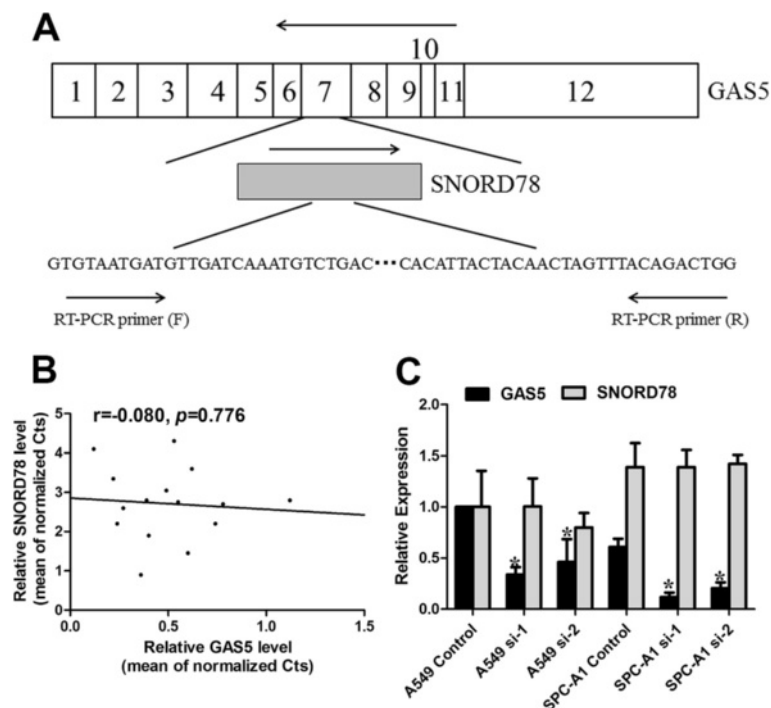 A
10
1 2 3 4 5 6 7 8 9 11 12 GAS5
SNORD78
GTGTAATGATGTTGATCAAATGTCTGAC···CACATTACTACAACTAGTTTACAGACTGG
RT-PCR primer (F) RT-PCR primer (R)
B
r=-0.080, p=0.776
Relative SNORD78 level
(mean of normalized Cts)
5
4
3
2
1
0
0.0 0.5 1.0 1.5
Relative GAS5 level
(mean of normalized Cts)
C
GAS5 SNORD78
Relative Expression
2.0
1.5
1.0
0.5
0.0
* * * *
A549 Control
A549 si-1
A549 si-2
SPC-A1 Control
SPC-A1 si-1
SPC-A1 si-2